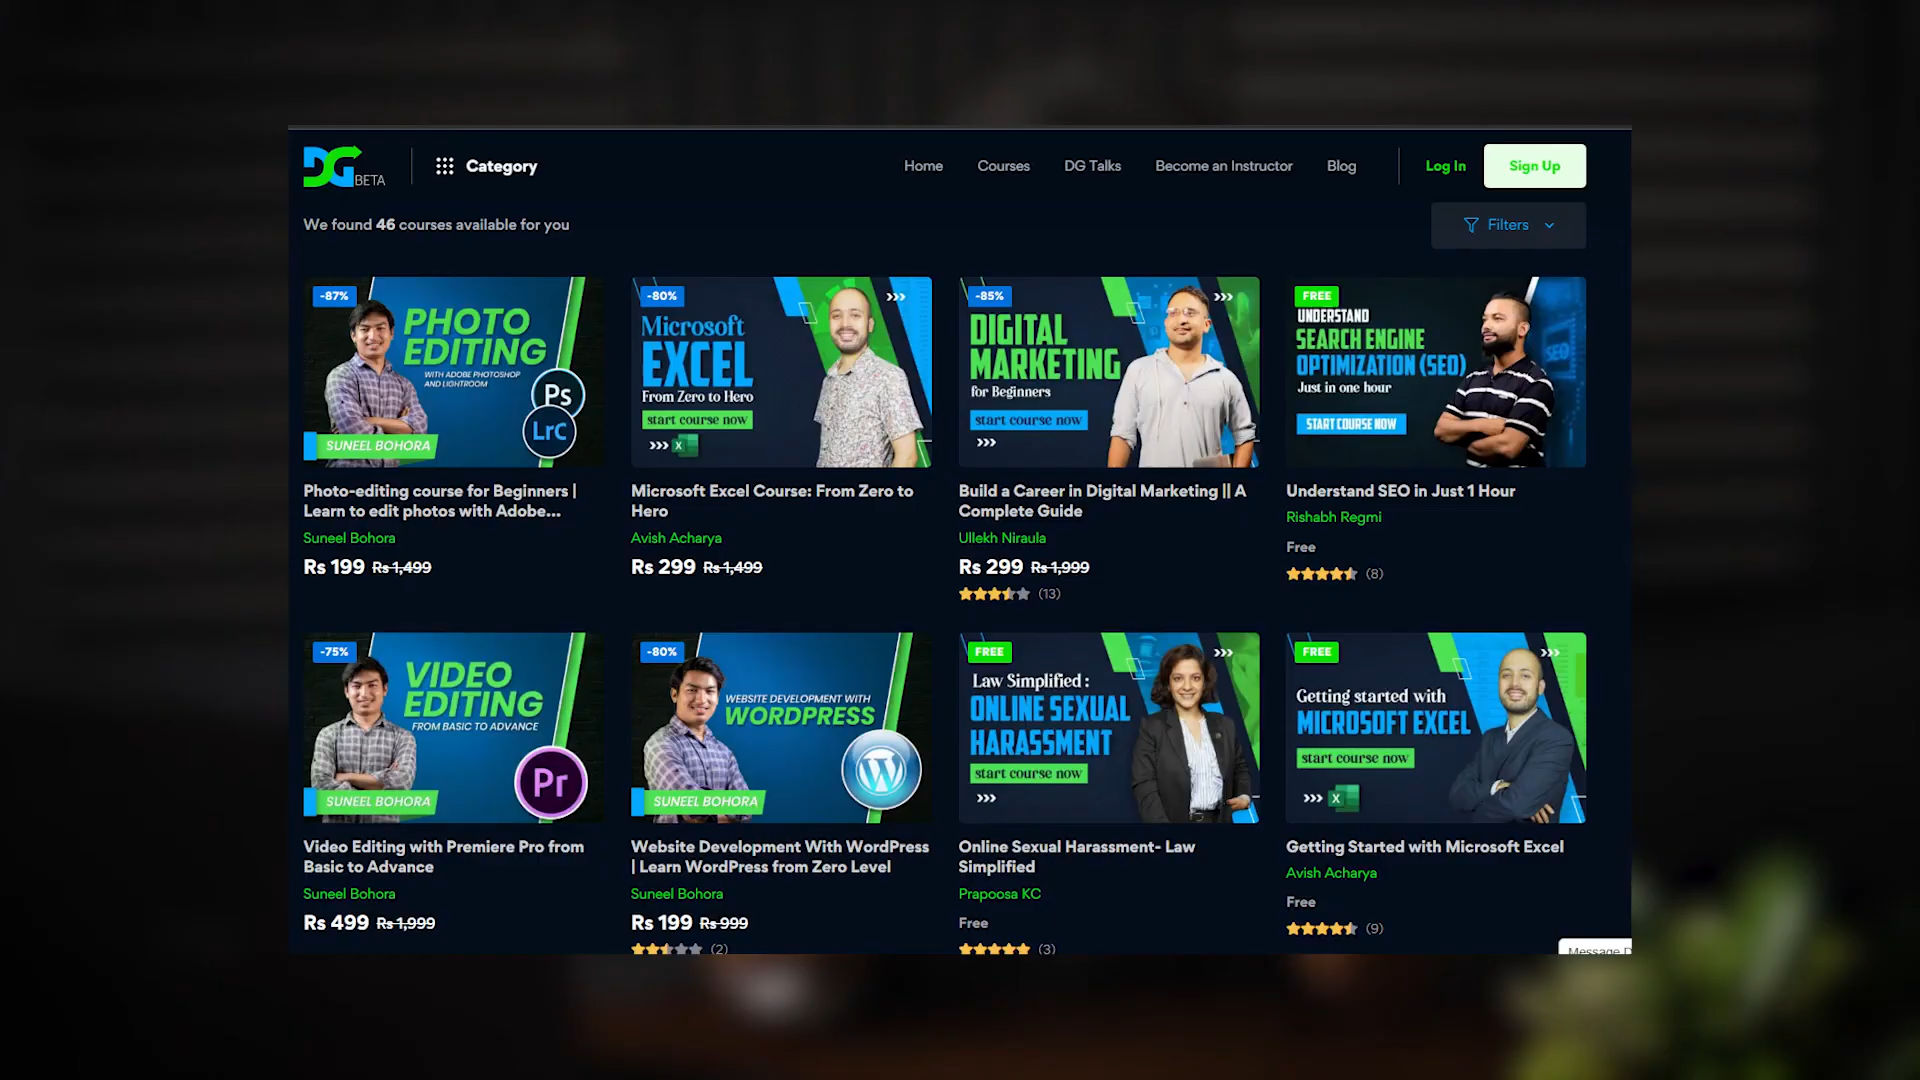 DG BETA
Category
Home
Courses
DG Talks
Become an Instructor
Blog
Log In
Sign Up
We found 46 courses available for you
Filters
-87%
PHOTO
EDITING
WITH ADOBE PHOTOSHOP
AND LIGHTROOM
Ps
LrC
SUNEEL BOHORA
Photo-editing course for Beginners |
Learn to edit photos with Adobe...
Suneel Bohora
Rs 199 Rs 1,499
-80%
Microsoft
EXCEL
From Zero to Hero
start course now
>>> X
Microsoft Excel Course: From Zero to
Hero
Avish Acharya
Rs 299 Rs 1,499
-85%
DIGITAL
MARKETING
for Beginners
start course now
>>>
Build a Career in Digital Marketing || A
Complete Guide
Ullekh Niraula
Rs 299 Rs 1,999
(13)
FREE
UNDERSTAND
SEARCH ENGINE
OPTIMIZATION (SEO)
Just in one hour
START COURSE NOW
SEO
Understand SEO in Just 1 Hour
Rishabh Regmi
Free
(8)
-75%
VIDEO
EDITING
FROM BASIC TO ADVANCE
Pr
SUNEEL BOHORA
Video Editing with Premiere Pro from
Basic to Advance
Suneel Bohora
Rs 499 Rs 1,999
-80%
WEBSITE DEVELOPMENT WITH
WORDPRESS
W
SUNEEL BOHORA
Website Development With WordPress
| Learn WordPress from Zero Level
Suneel Bohora
Rs 199 Rs 999
(2)
FREE
Law Simplified :
ONLINE SEXUAL
HARASSMENT
start course now
>>>
Online Sexual Harassment- Law
Simplified
Prapoosa KC
Free
(3)
FREE
Getting started with
MICROSOFT EXCEL
start course now
>>> X
Getting Started with Microsoft Excel
Avish Acharya
Free
(9)
Message